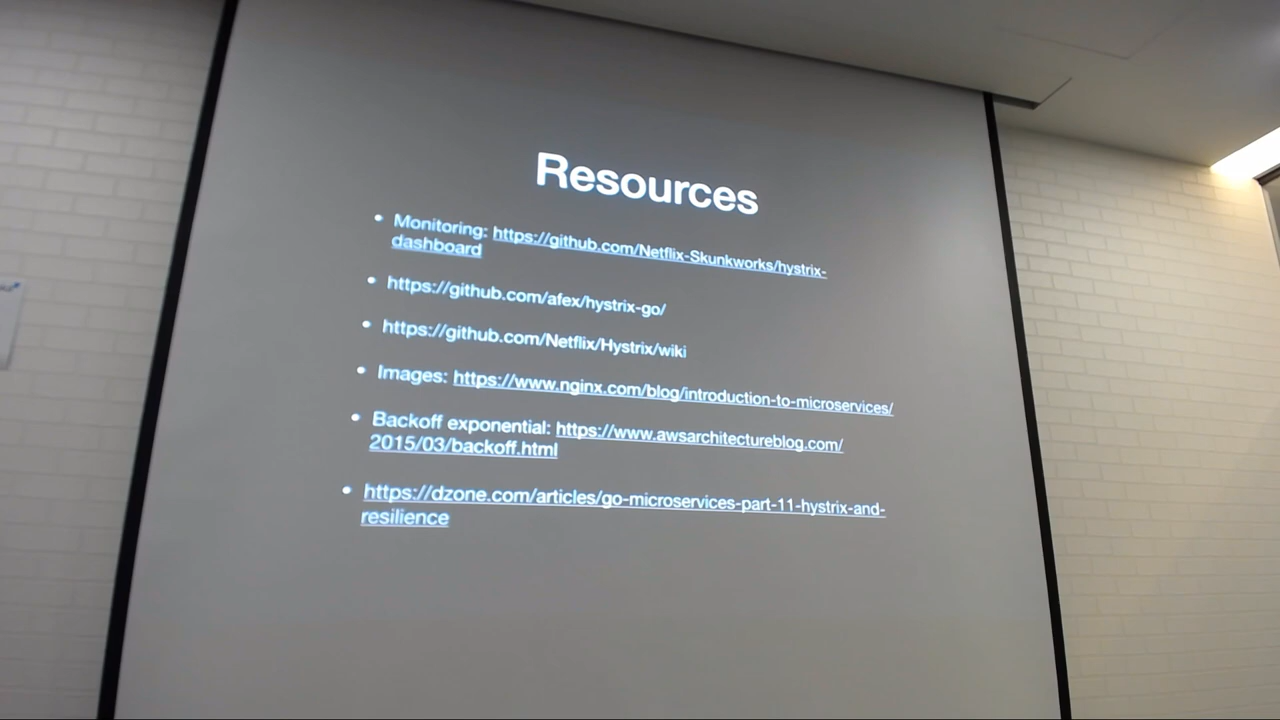 Resources
• Monitoring: https://github.com/Netflix-Skunkworks/hystrix-
dashboard
• https://github.com/afex/hystrix-go/
• https://github.com/Netflix/Hystrix/wiki
• Images: https://www.nginx.com/blog/introduction-to-microservices/
• Backoff exponential: https://www.awsarchitectureblog.com/
2015/03/backoff.html
• https://dzone.com/articles/go-microservices-part-11-hystrix-and-
resilience